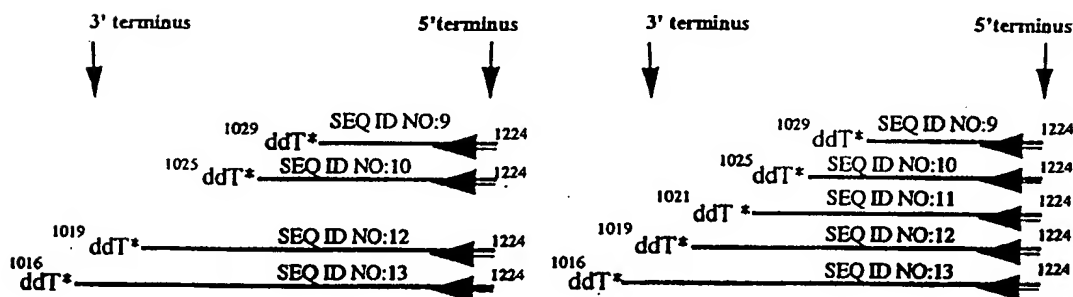 3' terminus 5'terminus
1029 ddT* SEQ ID NO:9 1224
1025 ddT* SEQ ID NO:10 1224
1019 ddT* SEQ ID NO:12 1224
1016 ddT* SEQ ID NO:13 1224
3' terminus 5'terminus
1029 ddT* SEQ ID NO:9 1224
1025 ddT* SEQ ID NO:10 1224
1021 ddT * SEQ ID NO:11 1224
1019 ddT* SEQ ID NO:12 1224
1016 ddT* SEQ ID NO:13 1224